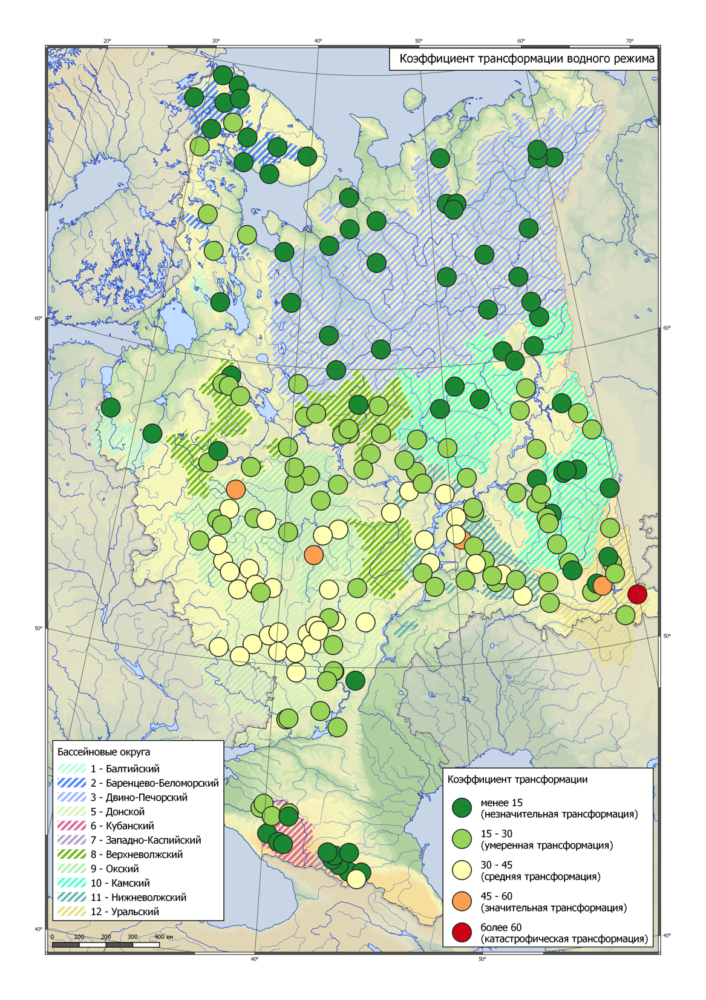 20°
30°
40°
50°
60°
70°
Коэффициент трансформации водного режима
60°
60°
50°
50°
Бассейновые округа
1 - Балтийский
2 - Баренцево-Беломорский
3 - Двино-Печорский
5 - Донской
6 - Кубанский
7 - Западно-Каспийский
8 - Верхневолжский
9 - Окский
10 - Камский
11 - Нижневолжский
12 - Уральский
Коэффициент трансформации
менее 15
(незначительная трансформация)
15 - 30
(умеренная трансформация)
30 - 45
(средняя трансформация)
45 - 60
(значительная трансформация)
более 60
(катастрофическая трансформация)
40°
40°
0 100 200 300 400 км
40°
50°